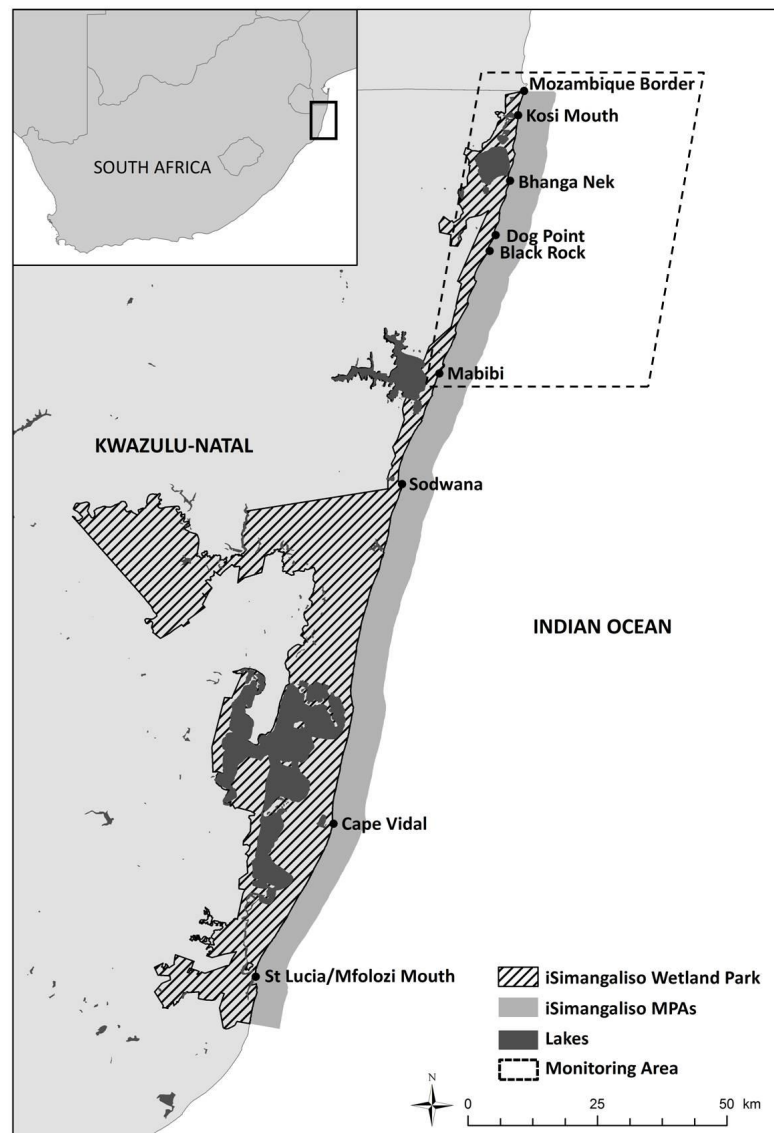 SOUTH AFRICA
Mozambique Border
Kosi Mouth
Bhanga Nek
Dog Point
Black Rock
Mabibi
KWAZULU-NATAL
Sodwana
INDIAN OCEAN
Cape Vidal
St Lucia/Mfolozi Mouth
iSimangaliso Wetland Park
iSimangaliso MPAs
Lakes
Monitoring Area
N
0 25 50 km